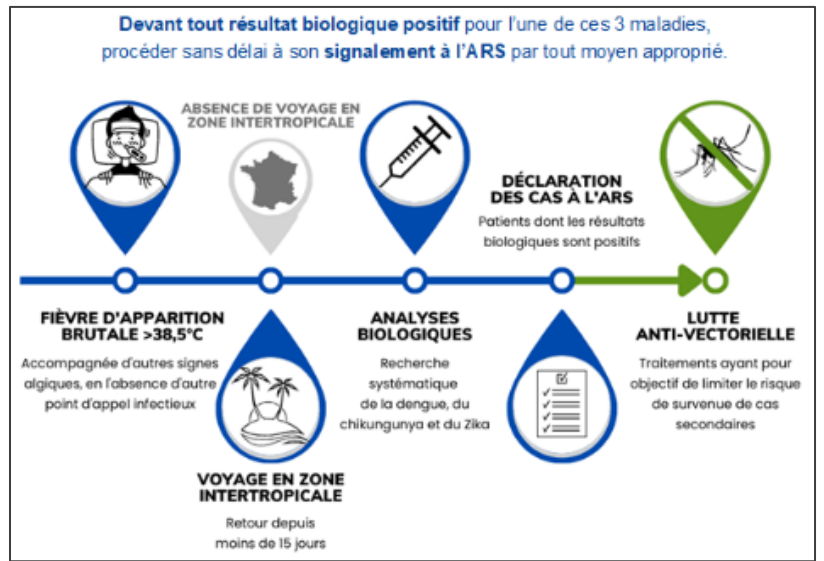 Devant tout résultat biologique positif pour l'une de ces 3 maladies,
procéder sans délai à son signalement à l'ARS par tout moyen approprié.
ABSENCE DE VOYAGE EN
ZONE INTERTROPICALE
DÉCLARATION
DES CAS À L'ARS
Patients dont les résultats
biologiques sont positifs
FIÈVRE D'APPARITION
BRUTALE >38,5°C
Accompagnée d'autres signes
algiques, en l'absence d'autre
point d'appel infectieux
VOYAGE EN ZONE
INTERTROPICALE
Retour depuis
moins de 15 jours
ANALYSES
BIOLOGIQUES
Recherche
systématique
de la dengue, du
chikungunya et du Zika
LUTTE
ANTI-VECTORIELLE
Traitements ayant pour
objectif de limiter le risque
de survenue de cas
secondaires